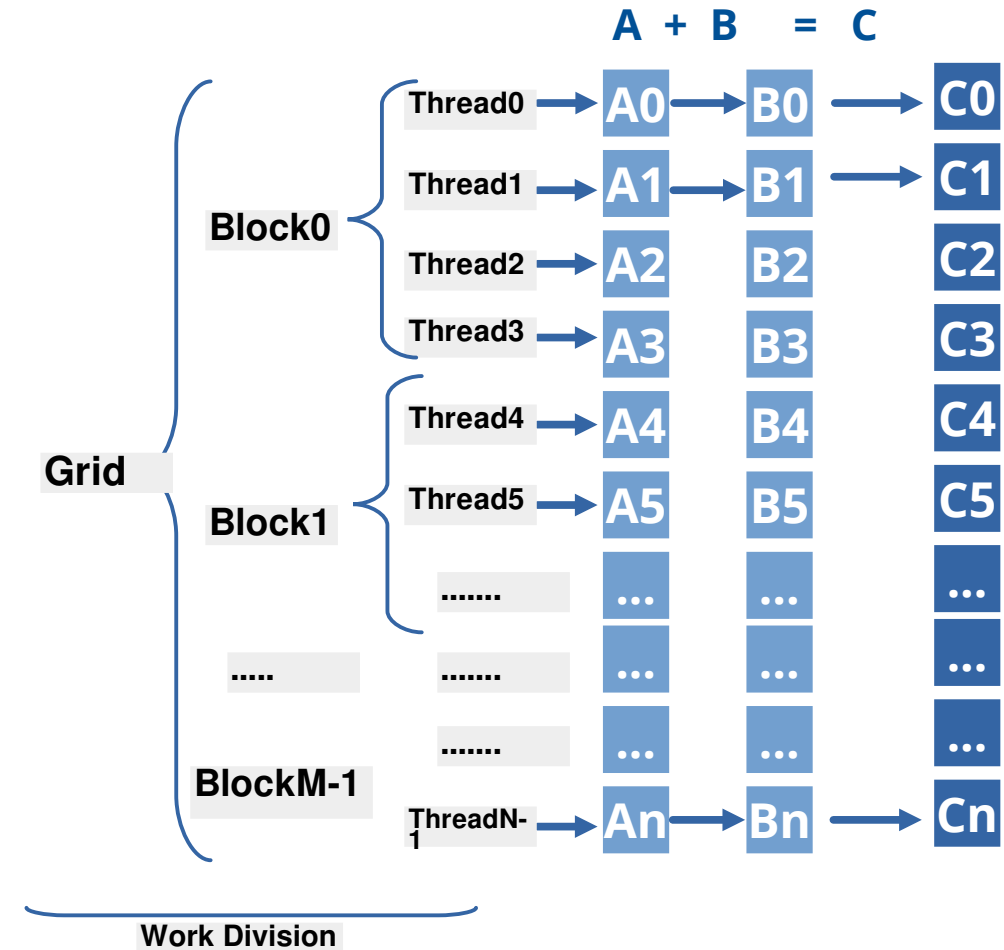 A + B = C
Thread0 A0 B0 C0
Thread1 A1 B1 C1
Block0
Thread2 A2 B2 C2
Thread3 A3 B3 C3
Thread4 A4 B4 C4
Grid
Thread5 A5 B5 C5
Block1
....... ... ... ...
..... ....... ... ... ...
....... ... ... ...
BlockM-1
ThreadN-
1
An Bn Cn
Work Division